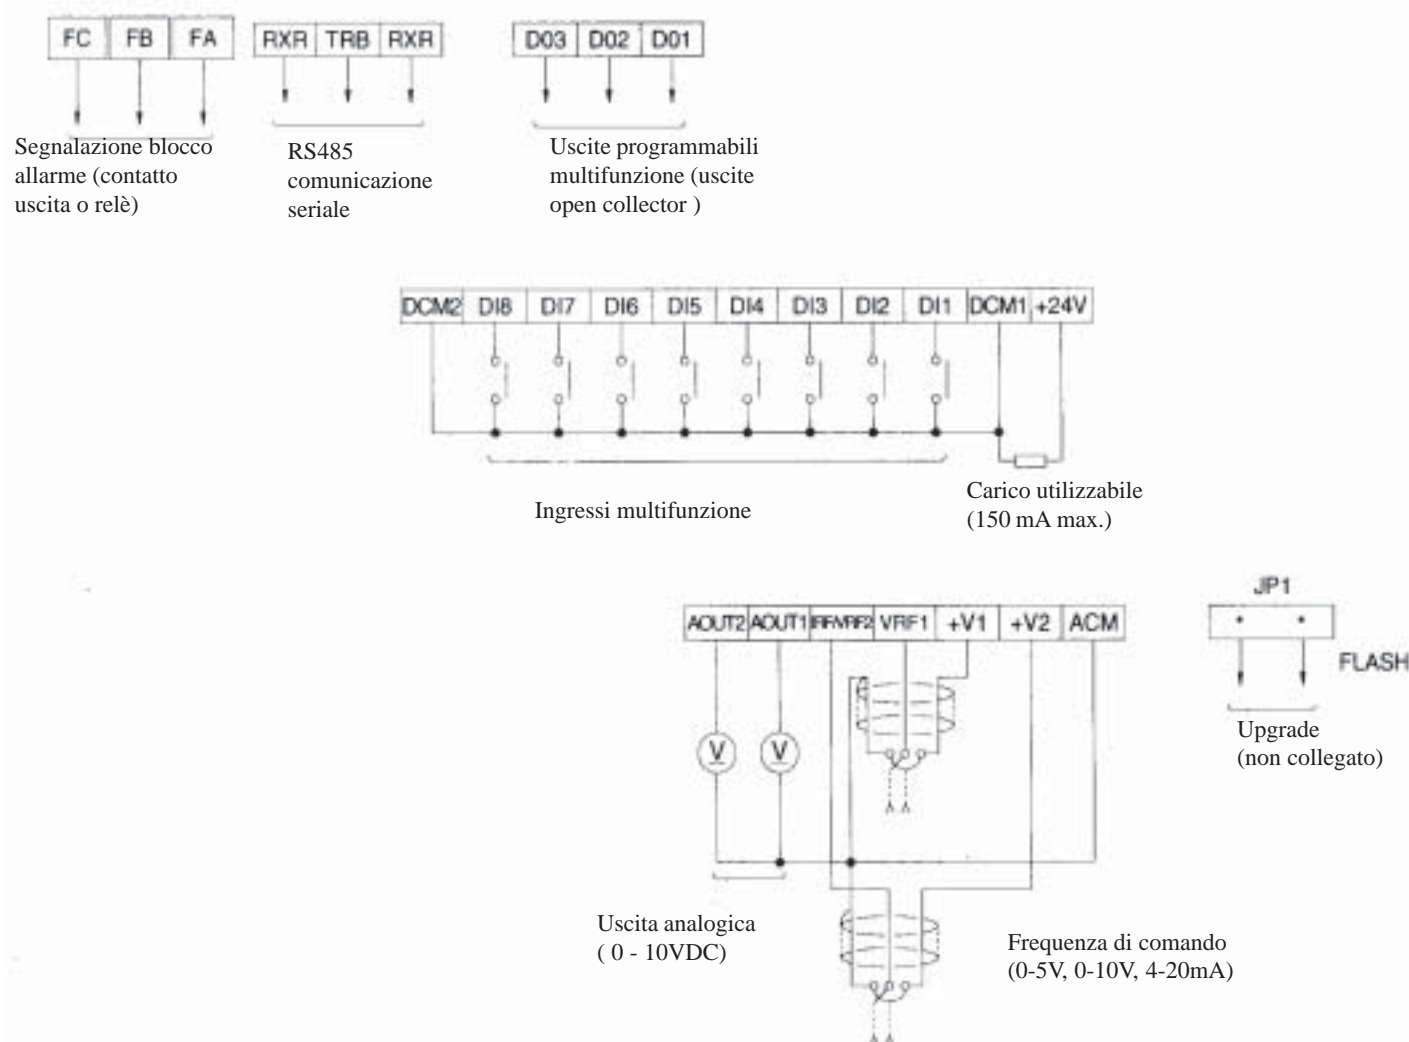 FC FB FA RXR TRB RXR D03 D02 D01
Segnalazione blocco
allarme (contatto
uscita o relè)
RS485
comunicazione
seriale
Uscite programmabili
multifunzione (uscite
open collector )
DCM2 DI8 DI7 DI6 DI5 DI4 DI3 DI2 DI1 DCM1 +24V
Ingressi multifunzione
Carico utilizzabile
(150 mA max.)
JP1
AOUT2 AOUT1 IRF/VRF2 VRF1 +V1 +V2 ACM
FLASH
Upgrade
(non collegato)
V V
Uscita analogica
( 0 - 10VDC)
Frequenza di comando
(0-5V, 0-10V, 4-20mA)